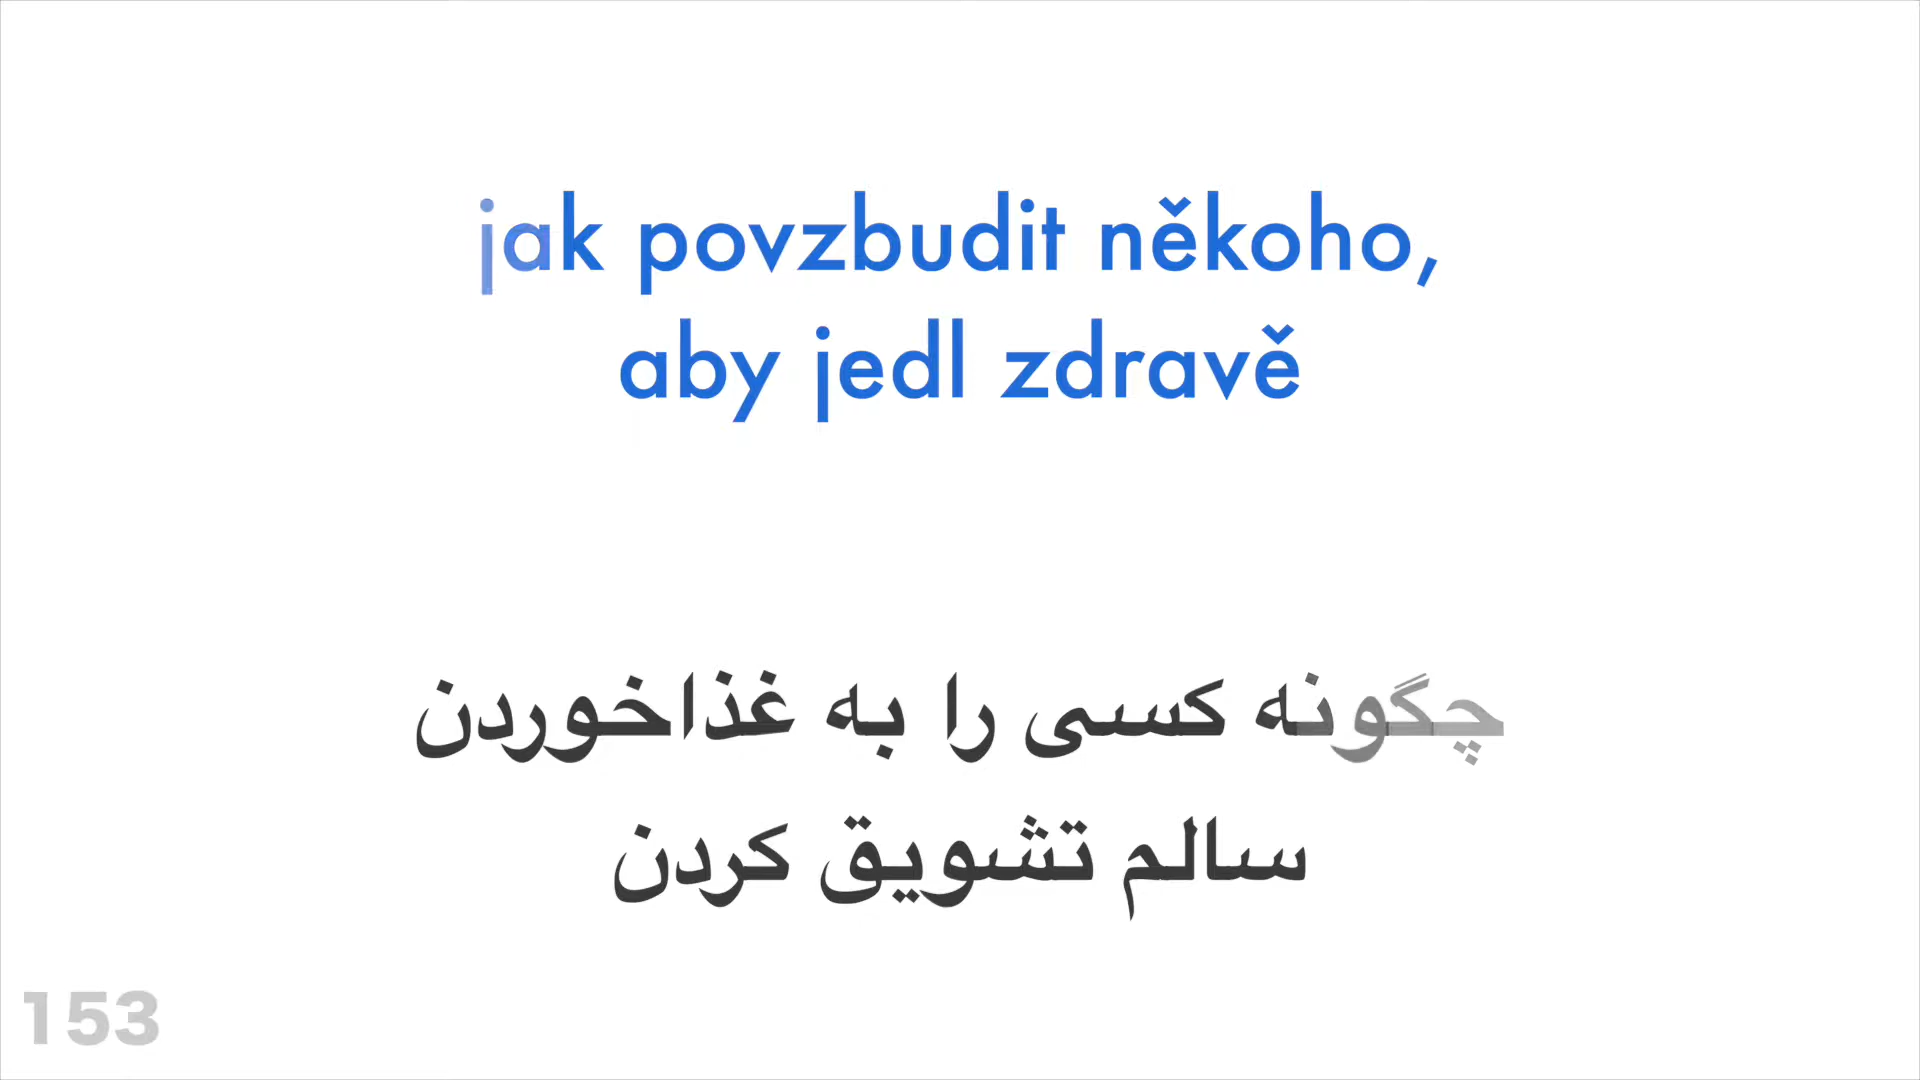 jak povzbudit někoho,
aby jedl zdravě
چگونه کسی را به غذاخوردن
سالم تشویق کردن
153